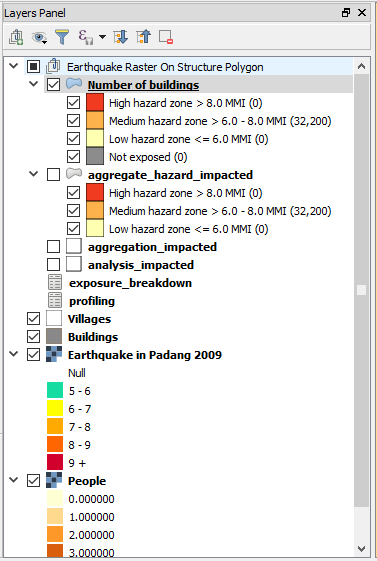 Layers Panel
Earthquake Raster On Structure Polygon
Number of buildings
High hazard zone > 8.0 MMI (0)
Medium hazard zone > 6.0 - 8.0 MMI (32,200)
Low hazard zone <= 6.0 MMI (0)
Not exposed (0)
aggregate_hazard_impacted
High hazard zone > 8.0 MMI (0)
Medium hazard zone > 6.0 - 8.0 MMI (32,200)
Low hazard zone <= 6.0 MMI (0)
aggregation_impacted
analysis_impacted
exposure_breakdown
profiling
Villages
Buildings
Earthquake in Padang 2009
Null
5 - 6
6 - 7
7 - 8
8 - 9
9 +
People
0.000000
1.000000
2.000000
3.000000